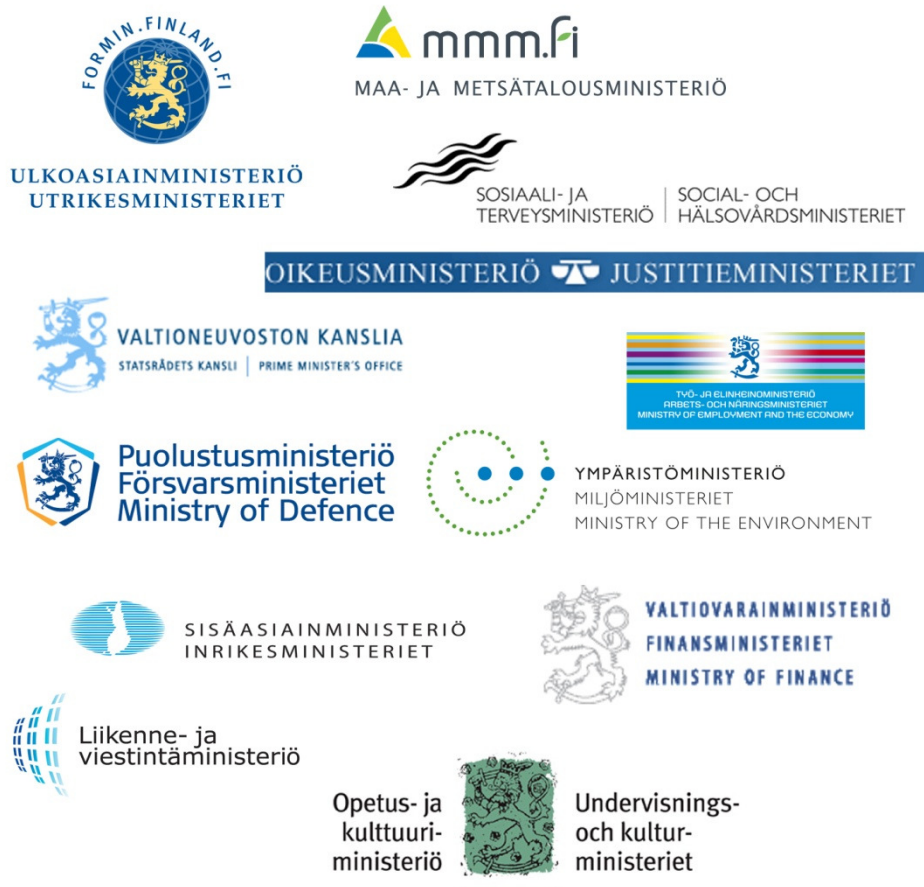 FORMIN.FINLAND.FI
ULKOASIAINMINISTERIÖ
UTRIKESMINISTERIET
mmm.fi
MAA- JA METSÄTALOUSMINISTERIÖ
SOSIAALI- JA
TERVEYSMINISTERIÖ
SOCIAL- OCH
HÄLSOVÅRDSMINISTERIET
OIKEUSMINISTERIÖ JUSTITIEMINISTERIET
VALTIONEUVOSTON KANSLIA
STATSRÅDETS KANSLI | PRIME MINISTER'S OFFICE
TYÖ- JA ELINKEINOMINISTERIÖ
ARBETS- OCH NÄRINGSMINISTERIET
MINISTRY OF EMPLOYMENT AND THE ECONOMY
Puolustusministeriö
Försvarsministeriet
Ministry of Defence
YMPÄRISTÖMINISTERIÖ
MILJÖMINISTERIET
MINISTRY OF THE ENVIRONMENT
SISÄASIAINMINISTERIÖ
INRIKESMINISTERIET
VALTIOVARAINMINISTERIÖ
FINANSMINISTERIET
MINISTRY OF FINANCE
Liikenne- ja
viestintäministeriö
Opetus- ja
kulttuuri-
ministeriö
Undervisnings-
och kultur-
ministeriet